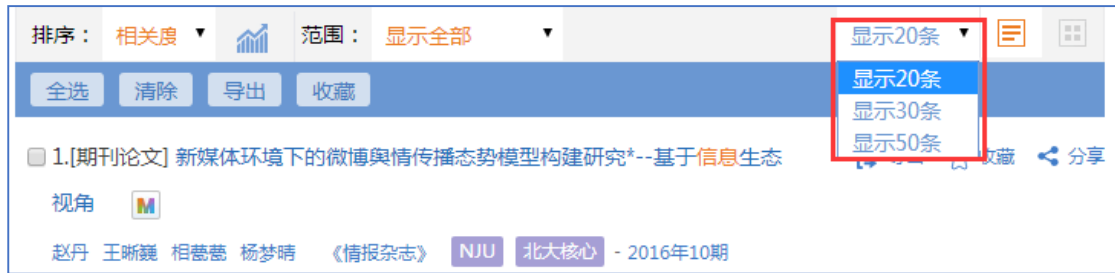 排序： 相关度 范围： 显示全部 显示20条
全选 清除 导出 收藏 显示20条
显示30条
显示50条
1.[期刊论文] 新媒体环境下的微博舆情传播态势模型构建研究*--基于信息生态 收藏 分享
视角 M
赵丹 王晰巍 相甍甍 杨梦晴 《情报杂志》 NJU 北大核心 - 2016年10期